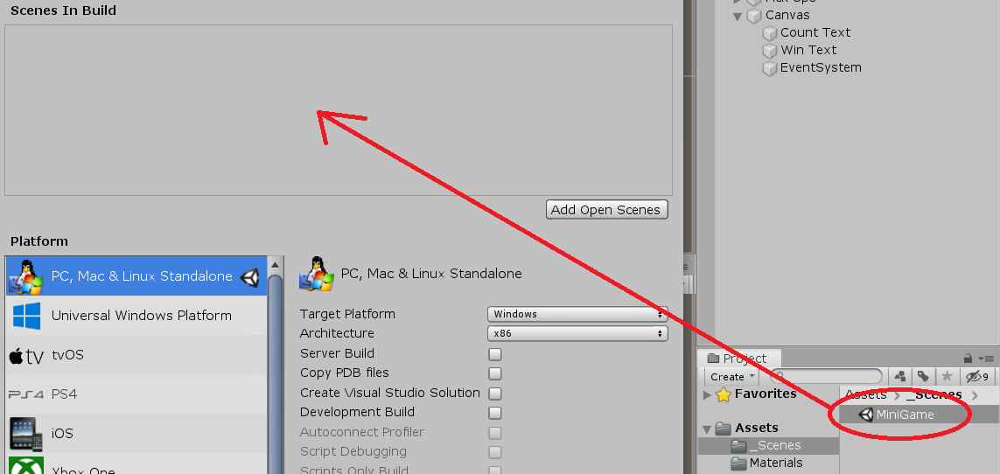 Scenes In Build
Add Open Scenes
Platform
PC, Mac & Linux Standalone
Universal Windows Platform
tvOS
PS4
iOS
Xbox One
PC, Mac & Linux Standalone
Target Platform Windows
Architecture x86
Server Build
Copy PDB files
Create Visual Studio Solution
Development Build
Autoconnect Profiler
Script Debugging
Scripts Only Build
Canvas
Count Text
Win Text
EventSystem
Project
Create
9
Favorites
Assets
_Scenes
Materials
Assets _Scenes
MiniGame